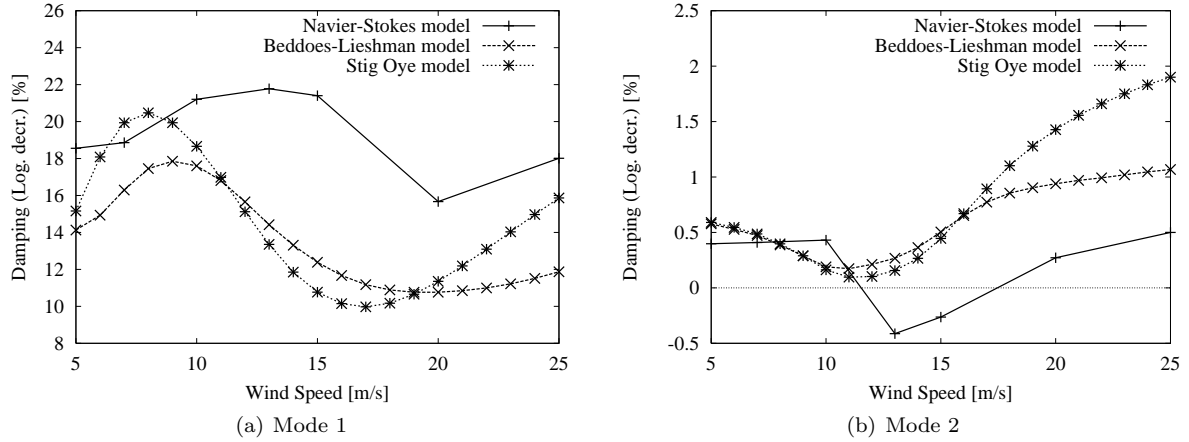 26
24
22
20
18
16
14
12
10
8
5
10
15
20
25
Damping (Log. decr.) [%]
Wind Speed [m/s]
Navier-Stokes model
Beddoes-Lieshman model
Stig Oye model
(a) Mode 1
2.5
2
1.5
1
0.5
0
-0.5
5
10
15
20
25
Damping (Log. decr.) [%]
Wind Speed [m/s]
Navier-Stokes model
Beddoes-Lieshman model
Stig Oye model
(b) Mode 2